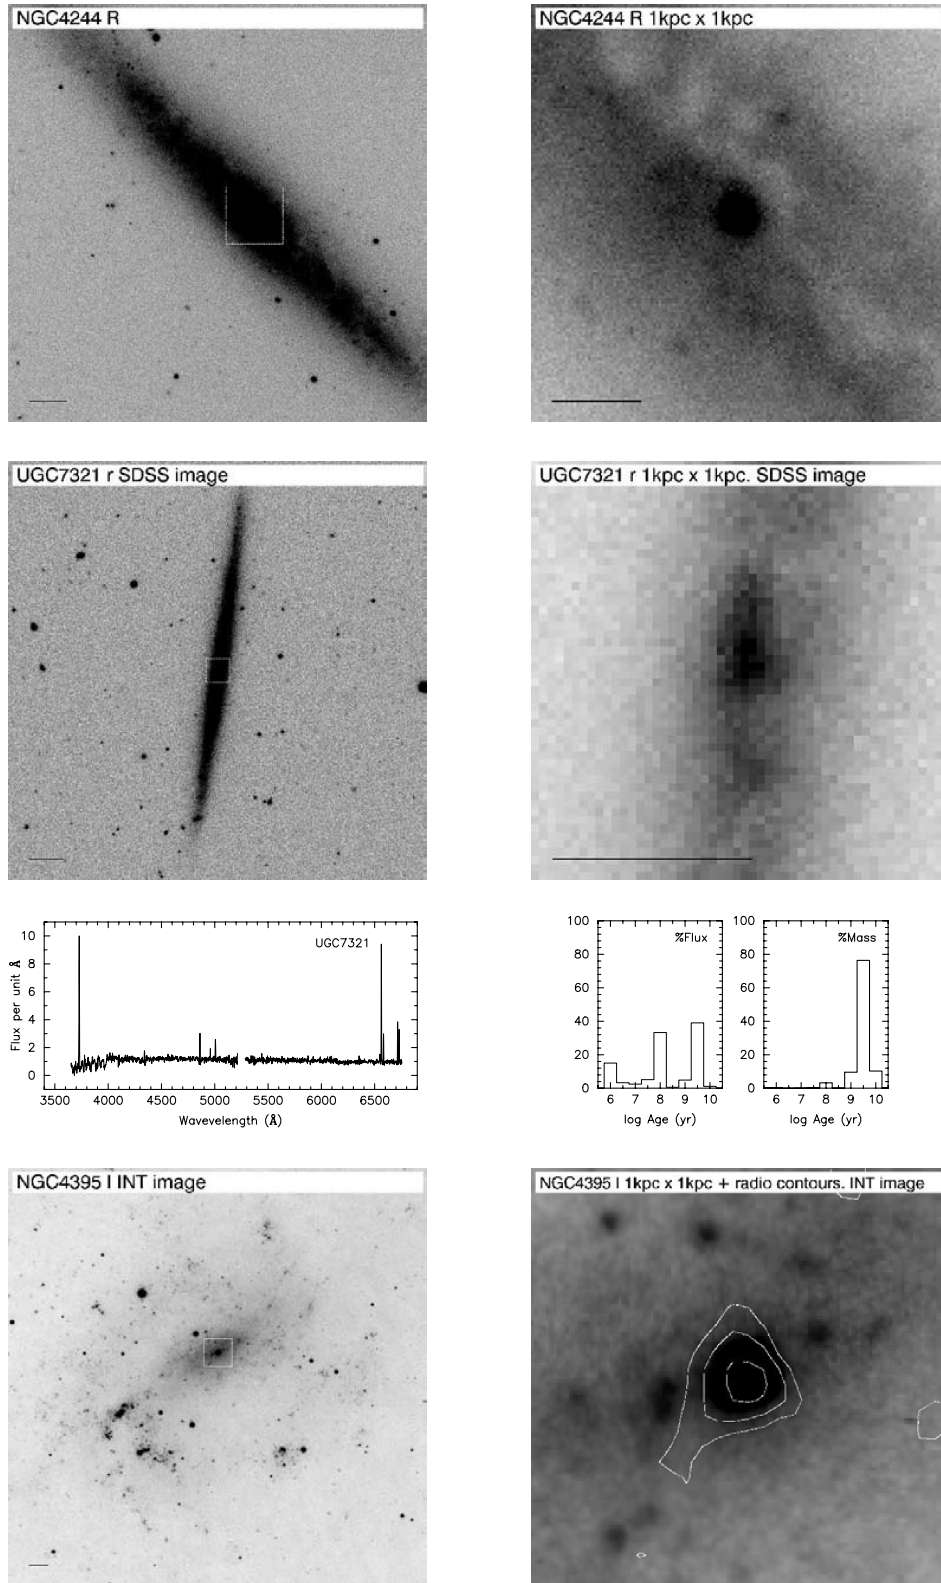 NGC4244 R
NGC4244 R 1kpc x 1kpc
UGC7321 r SDSS image
UGC7321 r 1kpc x 1kpc. SDSS image
10
8
6
4
2
0
Flux per unit Å
UGC7321
3500 4000 4500 5000 5500 6000 6500
Wavevelength (Å)
100
80
60
40
20
0
%Flux
6 7 8 9 10
log Age (yr)
100
80
60
40
20
0
%Mass
6 7 8 9 10
log Age (yr)
NGC4395 I INT image
NGC4395 I 1kpc x 1kpc + radio contours. INT image